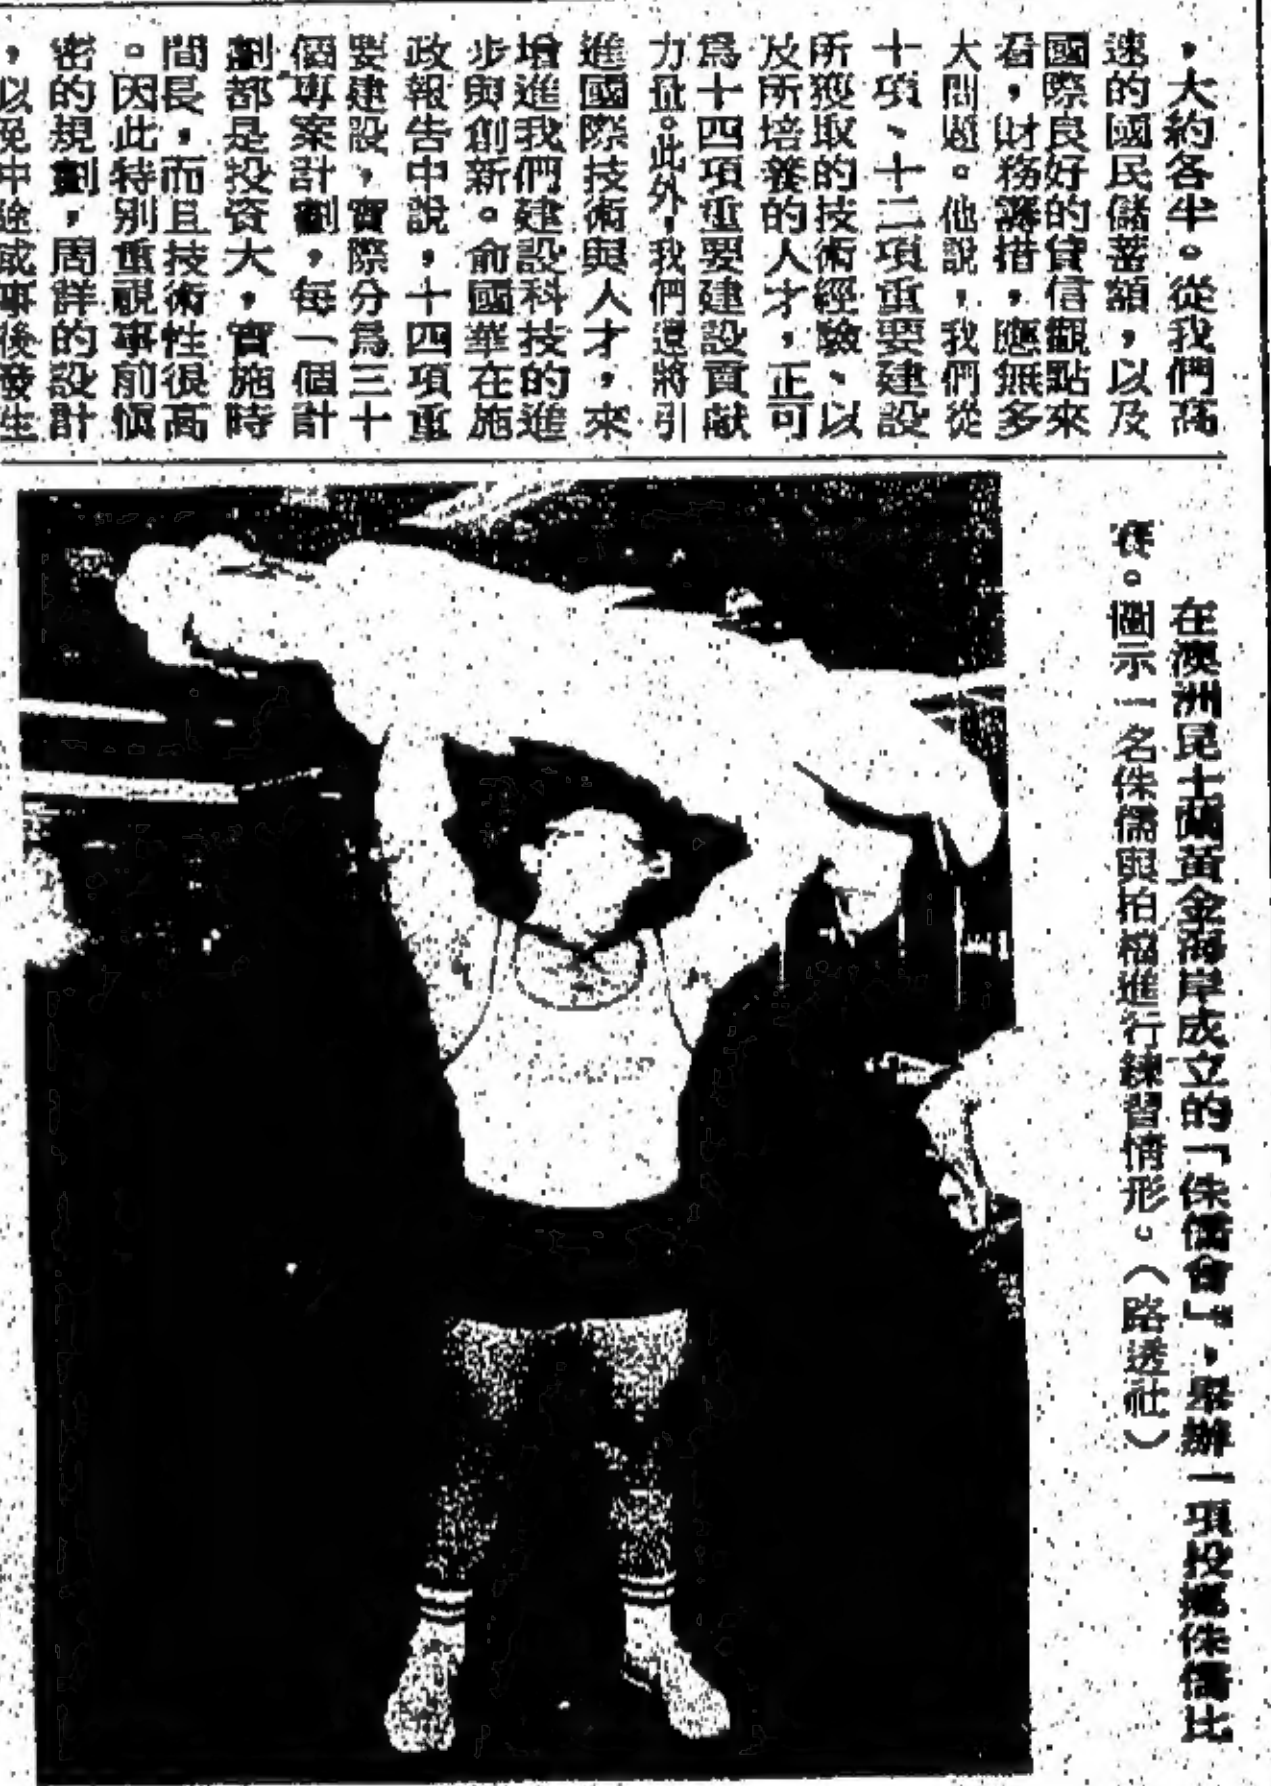 ，大約各半。從我們高
速的國民儲蓄額，以及
國際良好的貸信觀點來
看，財務籌措，應無多
大問題。他說，我們從
十項、十二項重要建設
所獲取的技術經驗、以
及所培養的人才，正可
爲十四項重要建設貢献
力量。此外，我們還將引
進國際技術與人才，來
增進我們建設科技的進
步與創新。俞國華在施
政報告中說，十四項重
要建設，實際分爲三十
個專案計劃，每一個計
劃都是投資大，實施時
間長，而且技術性很高
。因此特別重視事前慎
密的規劃，周詳的設計
，以免中途或事後發生
在澳洲昆士蘭黃金海岸成立的「侏儒會」，舉辦一項投擲侏儒比
賽。圖示一名侏儒跟拍檔進行練習情形。（路透社）